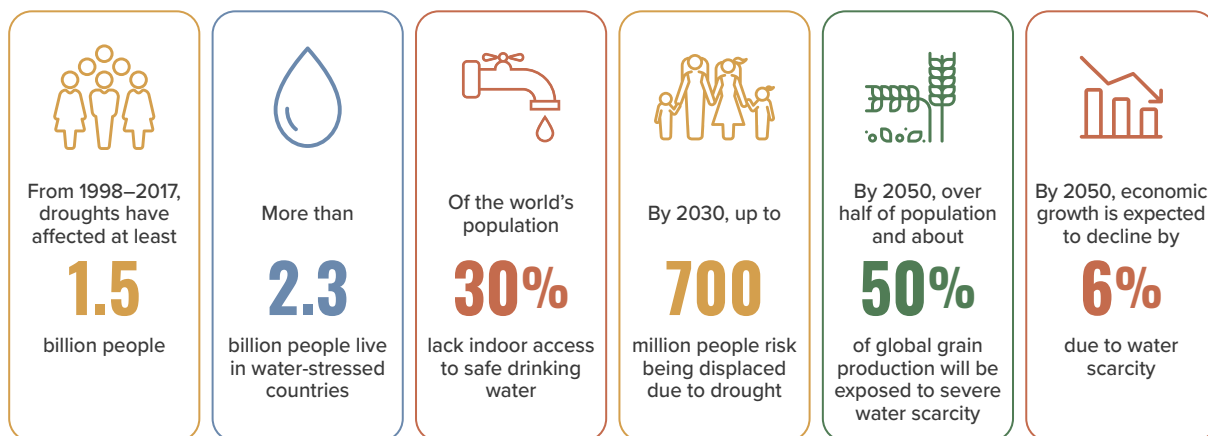 From 1998–2017,
droughts have
affected at least
1.5
billion people
More than
2.3
billion people live
in water-stressed
countries
Of the world's
population
30%
lack indoor access
to safe drinking
water
By 2030, up to
700
million people risk
being displaced
due to drought
By 2050, over
half of population
and about
50%
of global grain
production will be
exposed to severe
water scarcity
By 2050, economic
growth is expected
to decline by
6%
due to water
scarcity